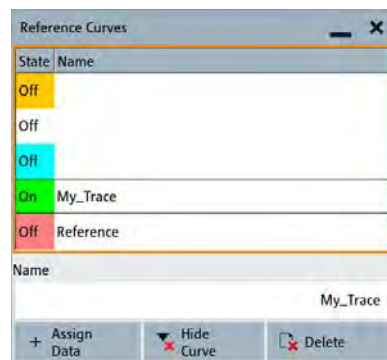 Reference Curves
State Name
Off
Off
Off
On My_Trace
Off Reference
Name
My_Trace
+ Assign Data
Hide Curve
Delete